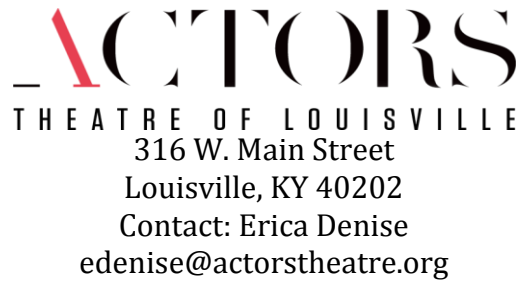 ACTORS
THEATRE OF LOUISVILLE
316 W. Main Street
Louisville, KY 40202
Contact: Erica Denise
edenise@actorstheatre.org